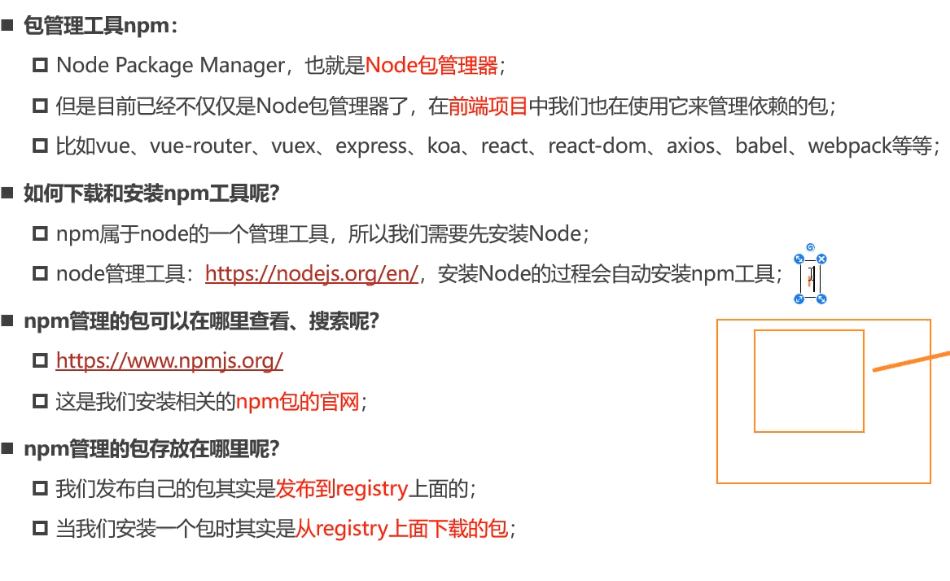 包管理工具npm：
Node Package Manager，也就是Node包管理器；
但是目前已经不仅仅是Node包管理器了，在前端项目中我们也在使用它来管理依赖的包；
比如vue、vue-router、vuex、express、koa、react、react-dom、axios、babel、webpack等等；
如何下载和安装npm工具呢？
npm属于node的一个管理工具，所以我们需要先安装Node；
node管理工具：https://nodejs.org/en/，安装Node的过程会自动安装npm工具；
npm管理的包可以在哪里查看、搜索呢？
https://www.npmjs.org/
这是我们安装相关的npm包的官网；
npm管理的包存放在哪里呢？
我们发布自己的包其实是发布到registry上面的；
当我们安装一个包时其实是从registry上面下载的包；